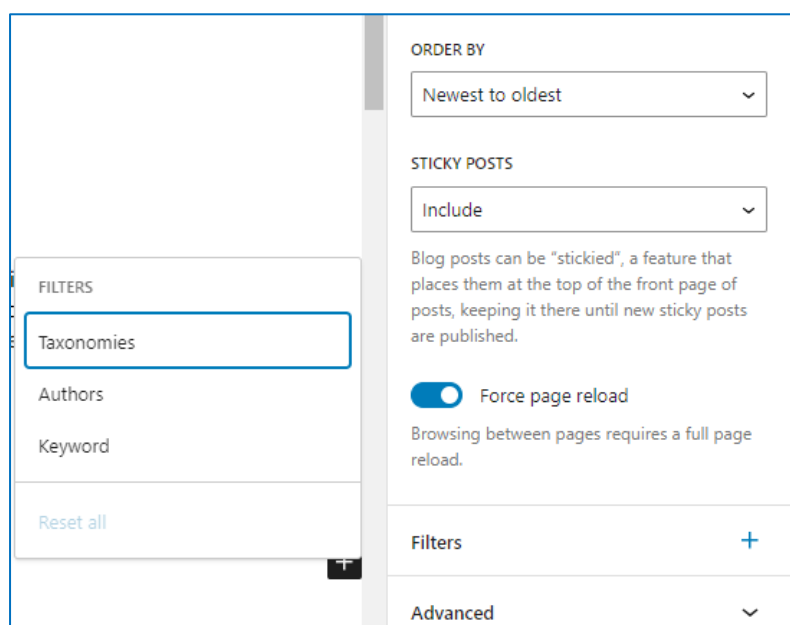 ORDER BY
Newest to oldest
STICKY POSTS
Include
Blog posts can be “stickied”, a feature that
places them at the top of the front page of
posts, keeping it there until new sticky posts
are published.
Force page reload
Browsing between pages requires a full page
reload.
Filters
Advanced
FILTERS
Taxonomies
Authors
Keyword
Reset all